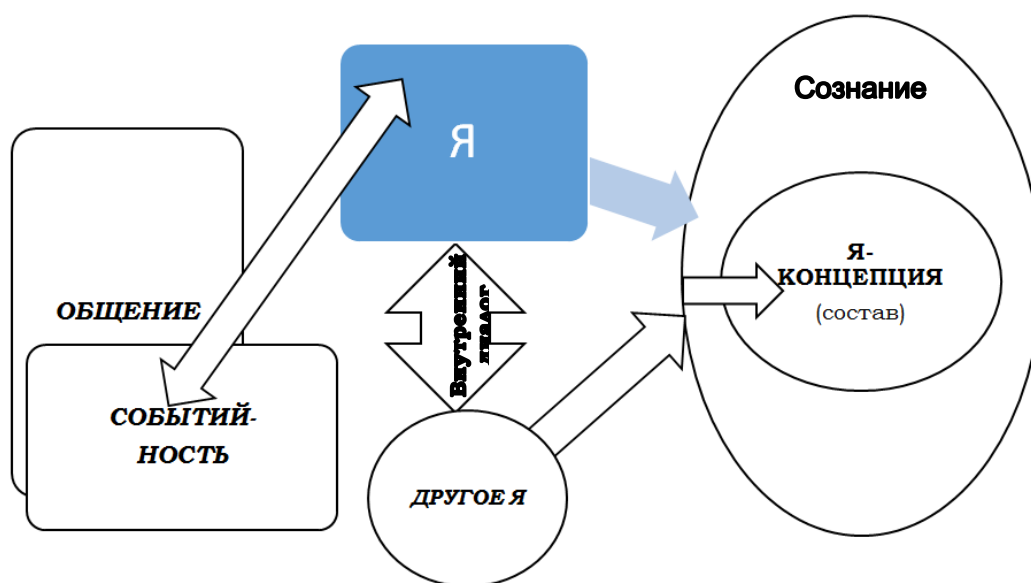 Сознание
Я
Я-
КОНЦЕПЦИЯ
(состав)
ОБЩЕНИЕ
Внутренний
диалог
СОБЫТИЙ-
НОСТЬ
ДРУГОЕ Я